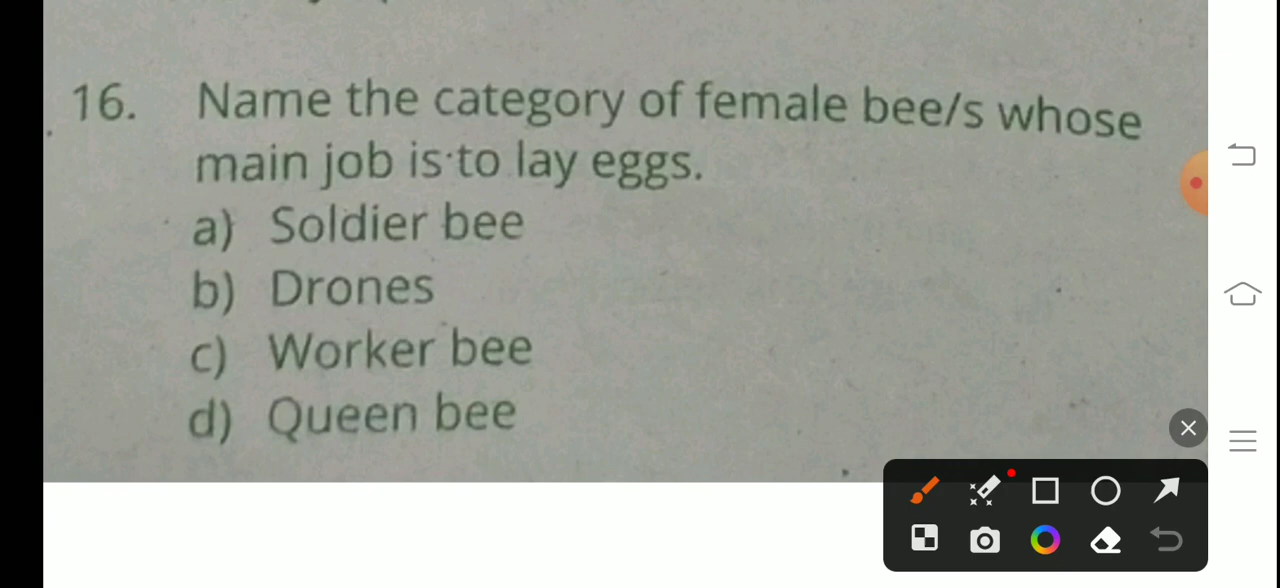 16. Name the category of female bee/s whose
main job is to lay eggs.
a) Soldier bee
b) Drones
c) Worker bee
d) Queen bee